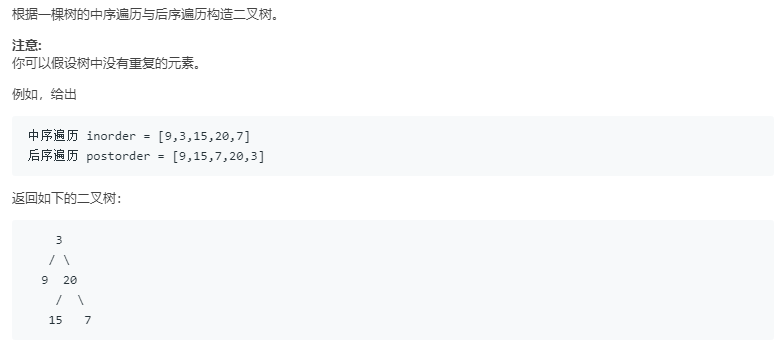 根据一棵树的中序遍历与后序遍历构造二叉树。
注意:
你可以假设树中没有重复的元素。
例如，给出
中序遍历 inorder = [9,3,15,20,7]
后序遍历 postorder = [9,15,7,20,3]
返回如下的二叉树：
3
/ \
9  20
/  \
15   7